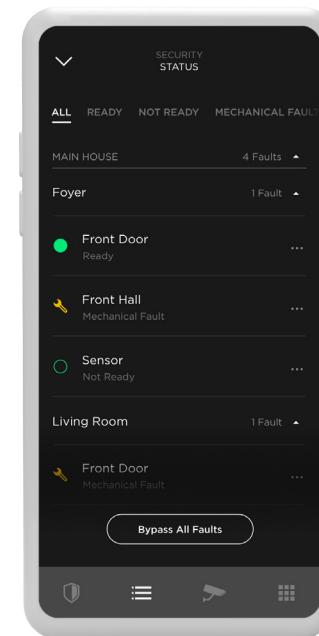 SECURITY
STATUS
ALL READY NOT READY MECHANICAL FAULT
MAIN HOUSE 4 Faults
Foyer 1 Fault
Front Door
Ready
Front Hall
Mechanical Fault
Sensor
Not Ready
Living Room 1 Fault
Front Door
Mechanical Fault
Bypass All Faults